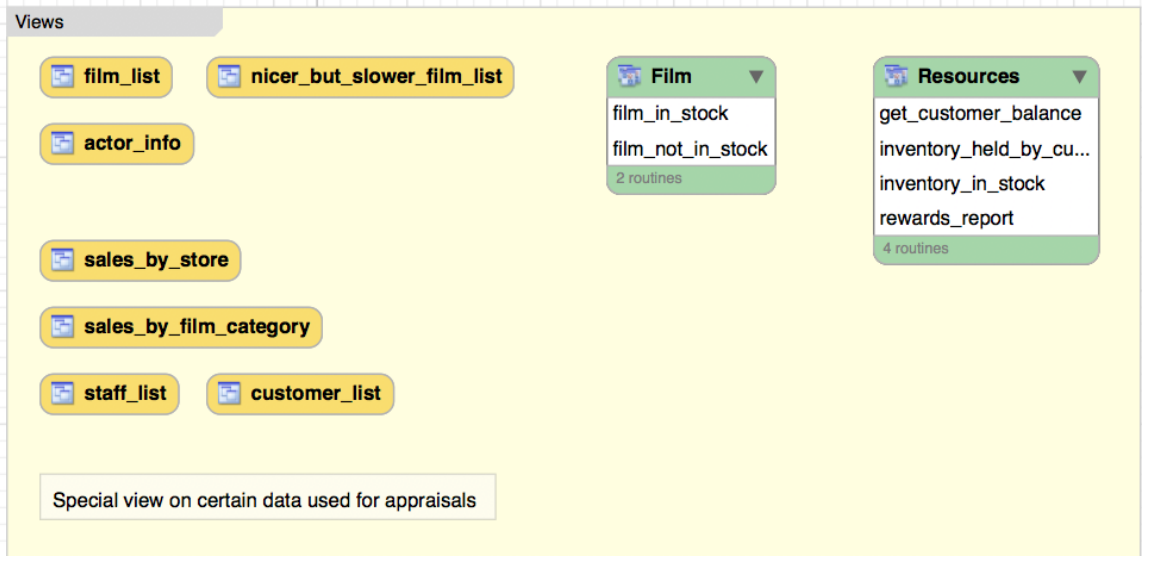 Views
film_list
nicer_but_slower_film_list
actor_info
sales_by_store
sales_by_film_category
staff_list
customer_list
Special view on certain data used for appraisals
Film
film_in_stock
film_not_in_stock
2 routines
Resources
get_customer_balance
inventory_held_by_cu...
inventory_in_stock
rewards_report
4 routines